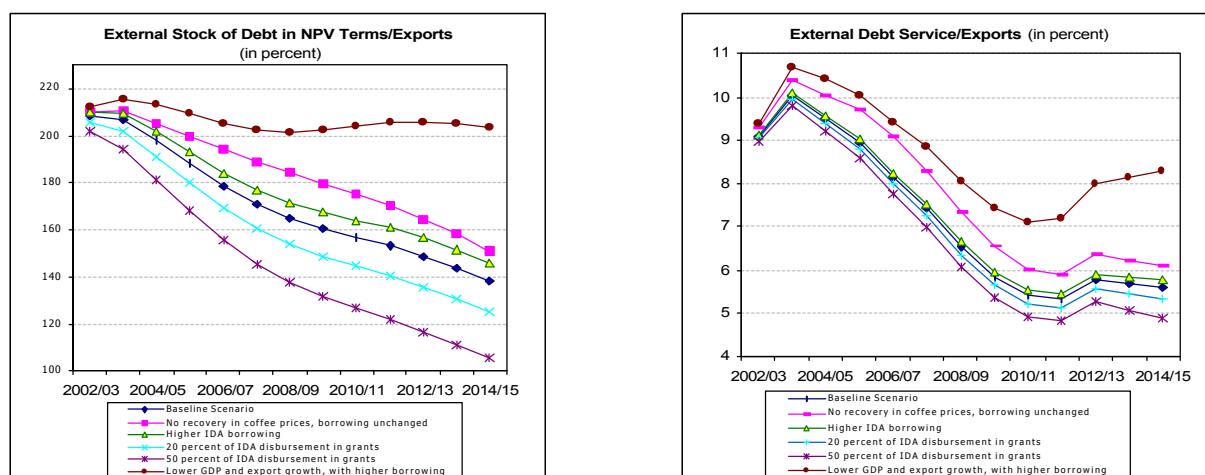 External Stock of Debt in NPV Terms/Exports
(in percent)
220
200
180
160
140
120
100
2002/03 2004/05 2006/07 2008/09 2010/11 2012/13 2014/15
Baseline Scenario
No recovery in coffee prices, borrowing unchanged
Higher IDA borrowing
20 percent of IDA disbursement in grants
50 percent of IDA disbursement in grants
Lower GDP and export growth, with higher borrowing
External Debt Service/Exports (in percent)
11
10
9
8
7
6
5
4
2002/03 2004/05 2006/07 2008/09 2010/11 2012/13 2014/15
Baseline Scenario
No recovery in coffee prices, borrowing unchanged
Higher IDA borrowing
20 percent of IDA disbursement in grants
50 percent of IDA disbursement in grants
Lower GDP and export growth, with higher borrowing